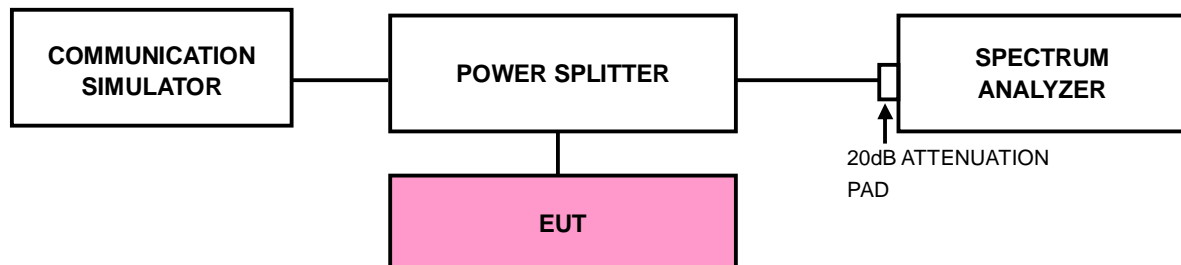 COMMUNICATION
SIMULATOR
POWER SPLITTER
SPECTRUM
ANALYZER
20dB ATTENUATION
PAD
EUT